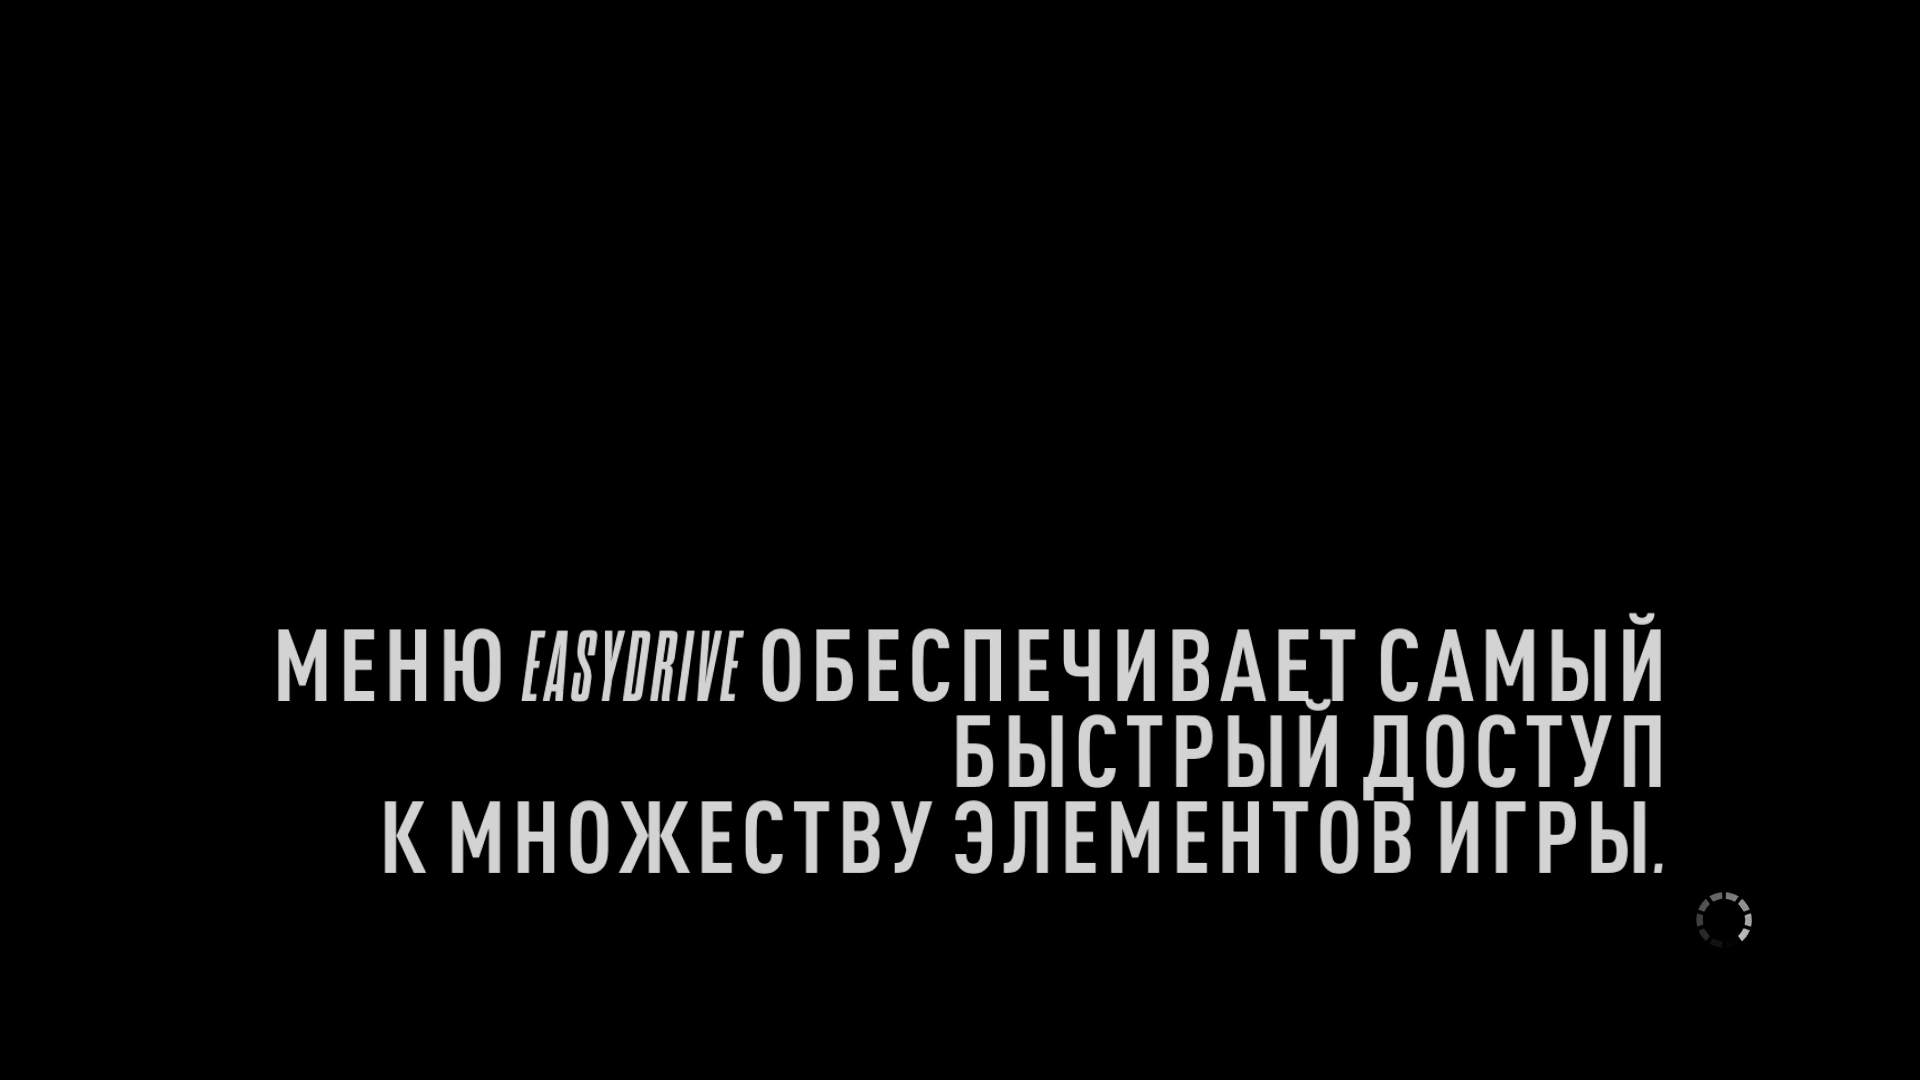 МЕНЮ EASYDRIVE ОБЕСПЕЧИВАЕТ САМЫЙ
БЫСТРЫЙ ДОСТУП
К МНОЖЕСТВУ ЭЛЕМЕНТОВ ИГРЫ.